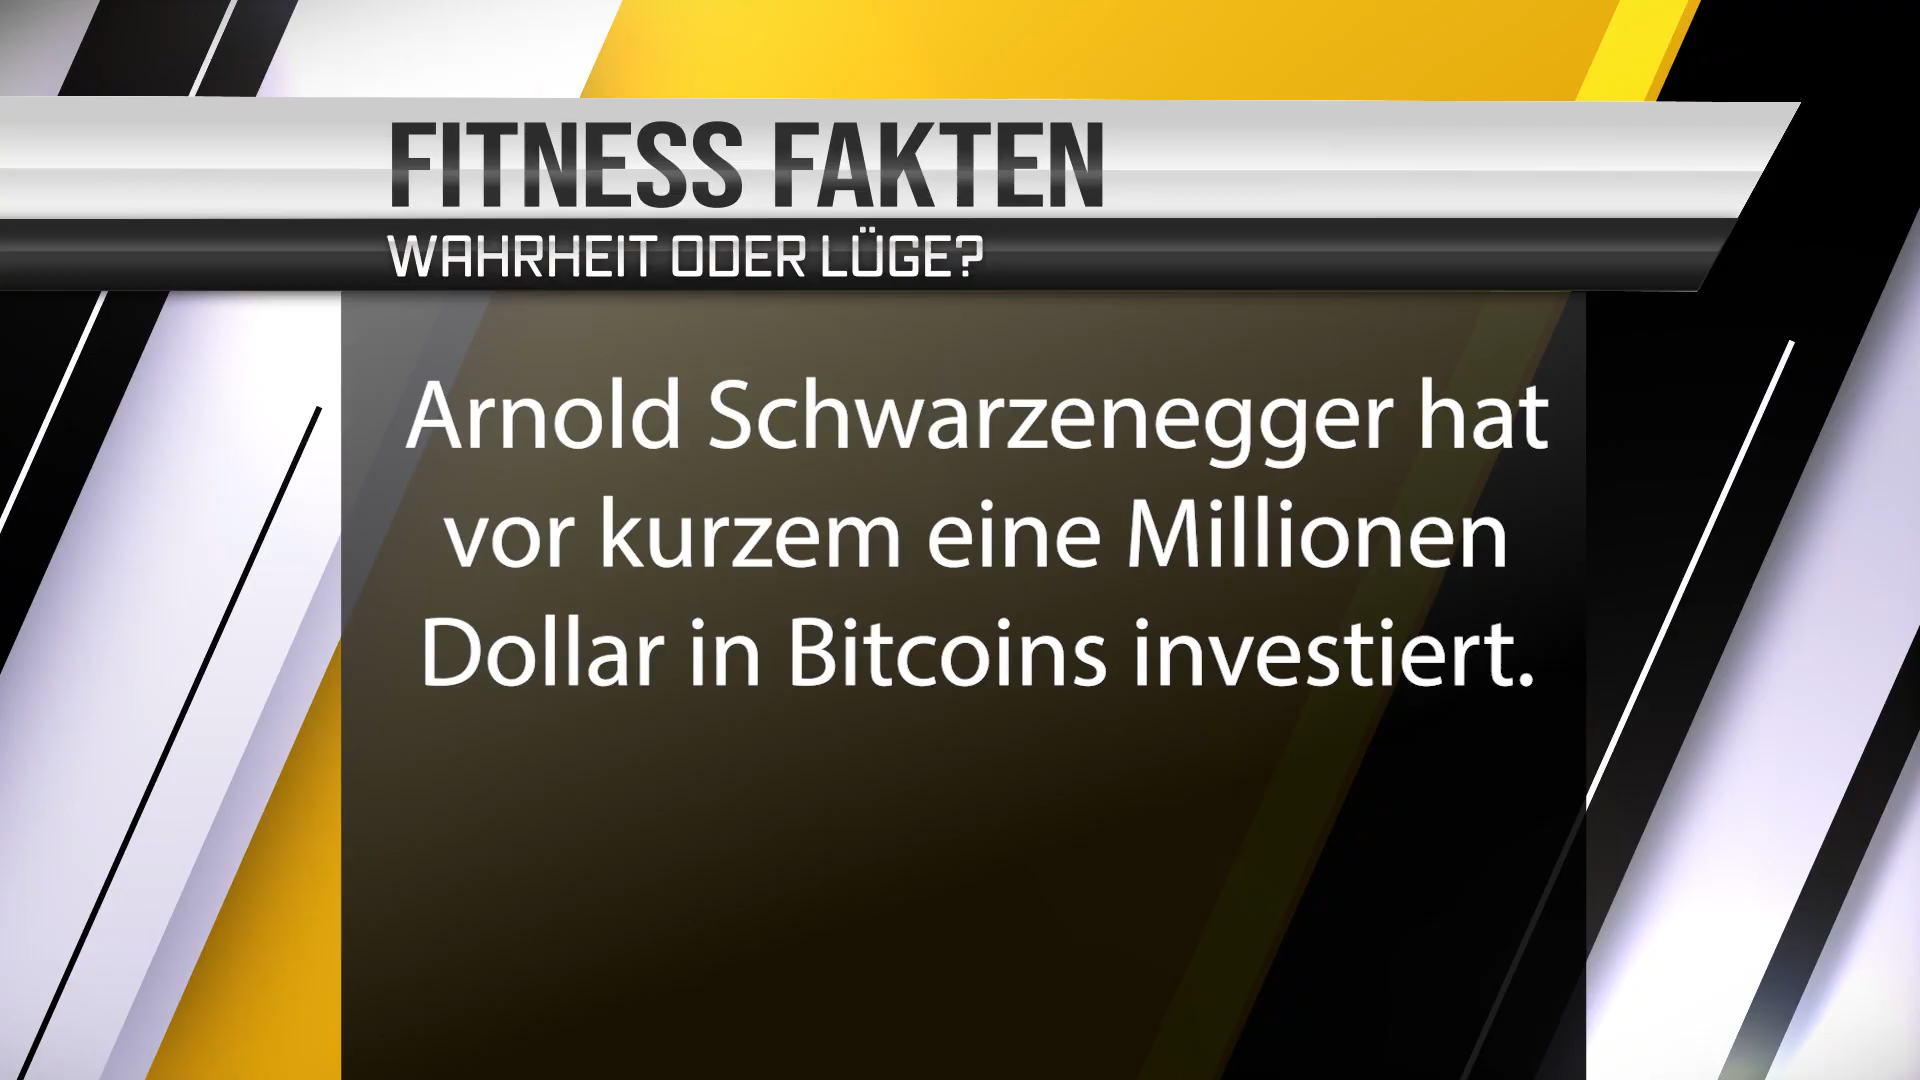 FITNESS FAKTEN
WAHRHEIT ODER LÜGE?
Arnold Schwarzenegger hat
vor kurzem eine Millionen
Dollar in Bitcoins investiert.